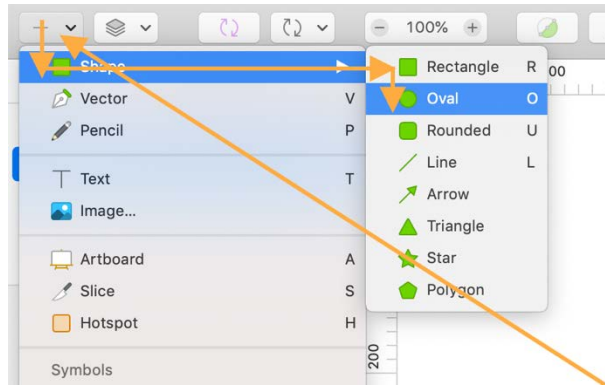 100%
Shape
Vector V
Pencil P
Text T
Image...
Artboard A
Slice S
Hotspot H
Symbols
Rectangle R
Oval O
Rounded U
Line L
Arrow
Triangle
Star
Polygon
00
200